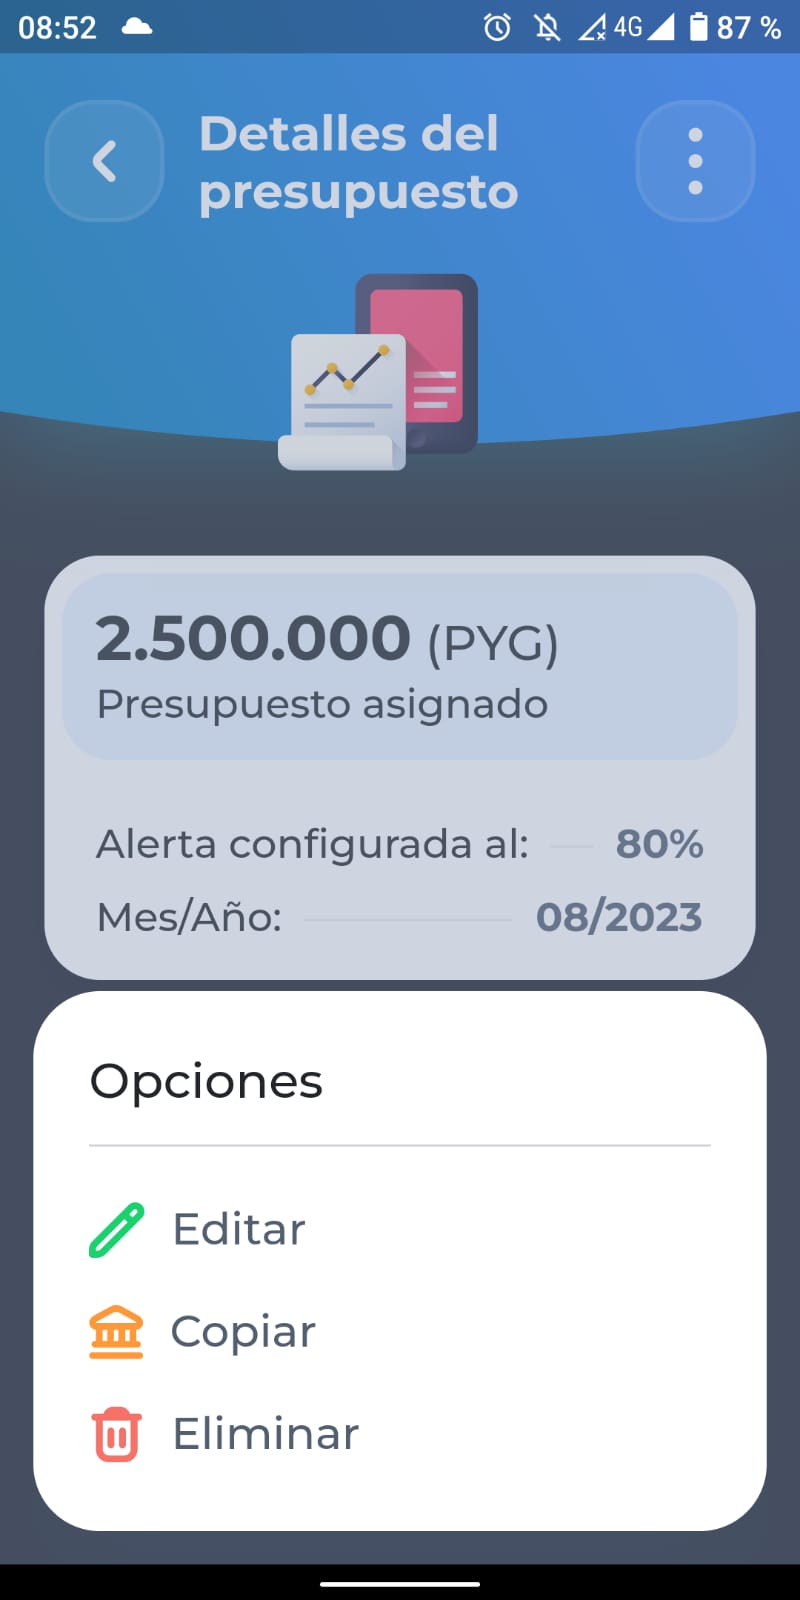 08:52 4G 87 %
Detalles del
presupuesto
2.500.000 (PYG)
Presupuesto asignado
Alerta configurada al: 80%
Mes/Año: 08/2023
Opciones
Editar
Copiar
Eliminar